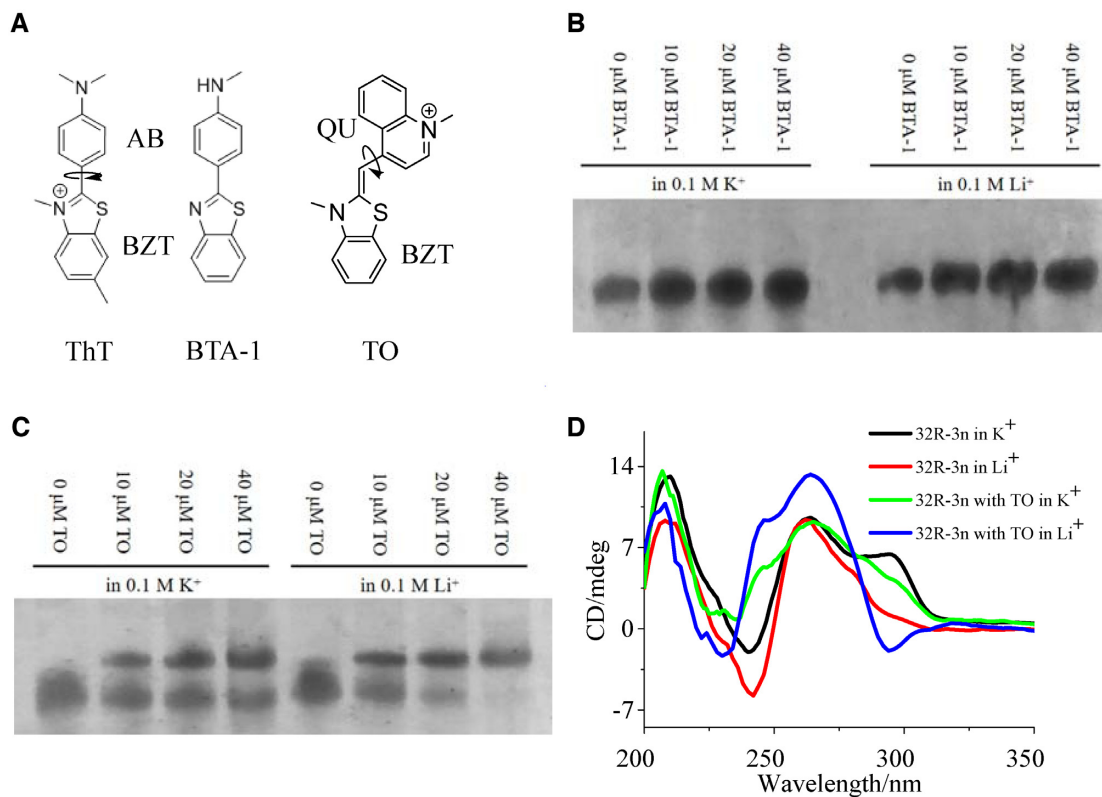 A
N
AB
N
⊕
S
BZT
ThT
HN
N
S
BTA-1
QU
⊕
N
N
S
BZT
TO
B
0 µM BTA-1
10 µM BTA-1
20 µM BTA-1
40 µM BTA-1
0 µM BTA-1
10 µM BTA-1
20 µM BTA-1
40 µM BTA-1
in 0.1 M K⁺
in 0.1 M Li⁺
C
0 µM TO
10 µM TO
20 µM TO
40 µM TO
0 µM TO
10 µM TO
20 µM TO
40 µM TO
in 0.1 M K⁺
in 0.1 M Li⁺
D
32R-3n in K⁺
32R-3n in Li⁺
32R-3n with TO in K⁺
32R-3n with TO in Li⁺
CD/mdeg
14
7
0
-7
200
250
300
350
Wavelength/nm